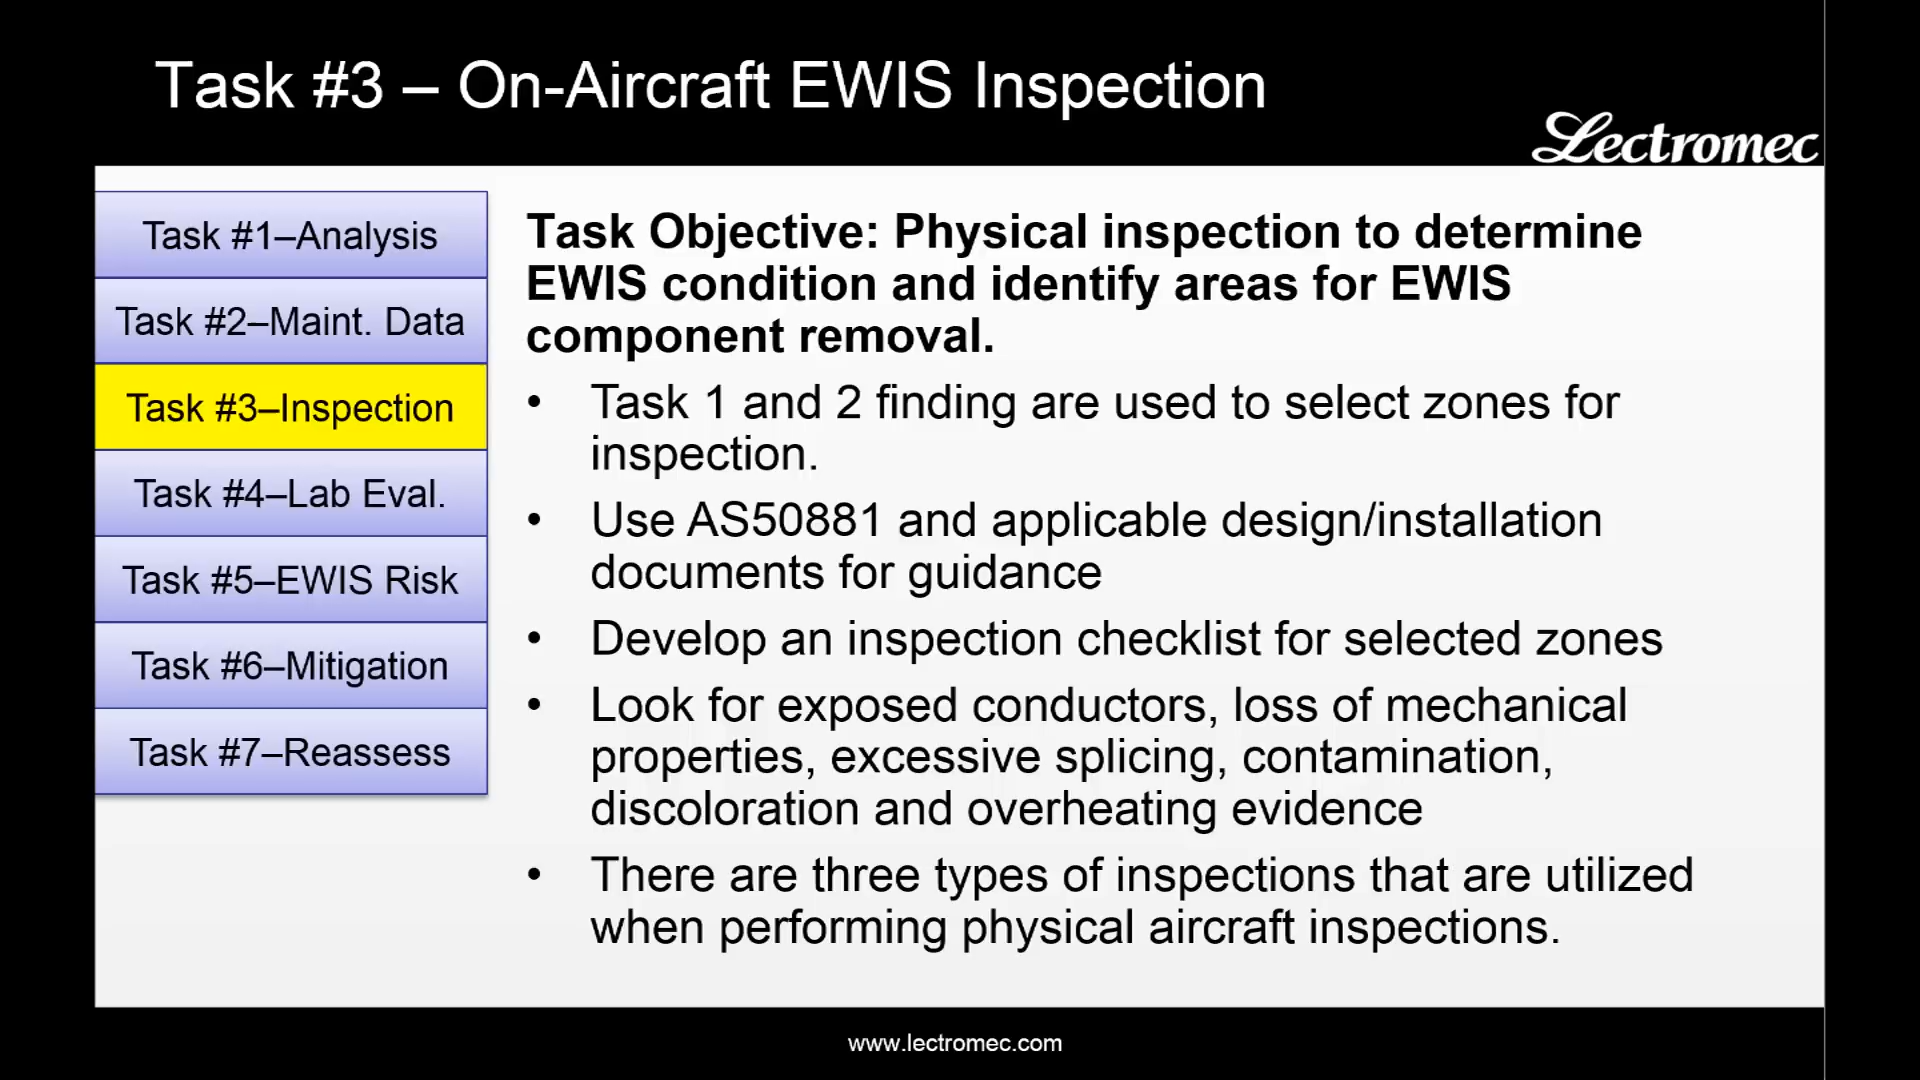 Task #3 – On-Aircraft EWIS Inspection
Lectromec
Task #1–Analysis
Task #2–Maint. Data
Task #3–Inspection
Task #4–Lab Eval.
Task #5–EWIS Risk
Task #6–Mitigation
Task #7–Reassess
Task Objective: Physical inspection to determine
EWIS condition and identify areas for EWIS
component removal.
• Task 1 and 2 finding are used to select zones for
inspection.
• Use AS50881 and applicable design/installation
documents for guidance
• Develop an inspection checklist for selected zones
• Look for exposed conductors, loss of mechanical
properties, excessive splicing, contamination,
discoloration and overheating evidence
• There are three types of inspections that are utilized
when performing physical aircraft inspections.
www.lectromec.com